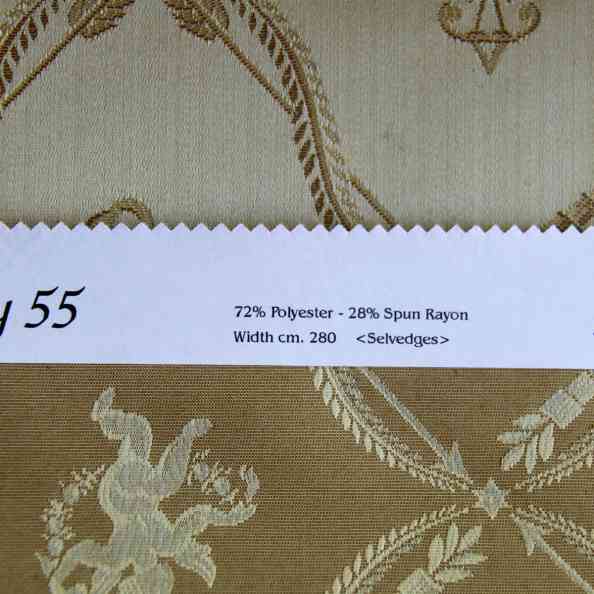 55
72% Polyester - 28% Spun Rayon
Width cm. 280 <Selvedges>